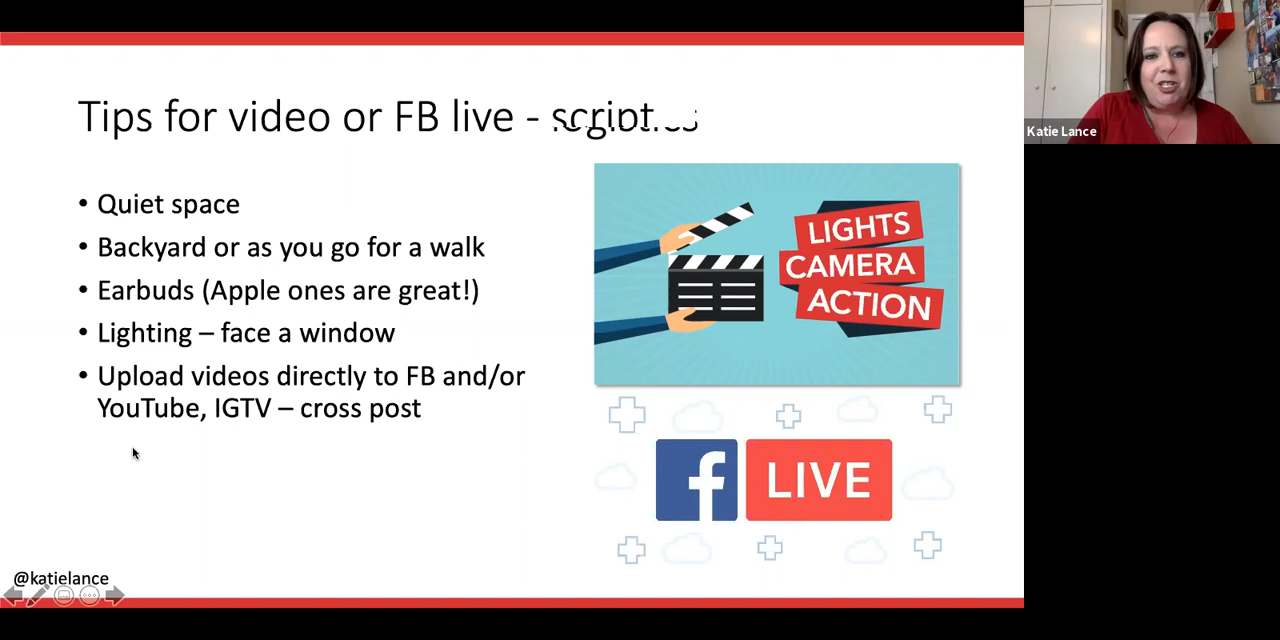 Tips for video or FB live -
• Quiet space
• Backyard or as you go for a walk
• Earbuds (Apple ones are great!)
• Lighting – face a window
• Upload videos directly to FB and/or
YouTube, IGTV – cross post
LIGHTS
CAMERA
ACTION
f LIVE
@katielance
Katie Lance